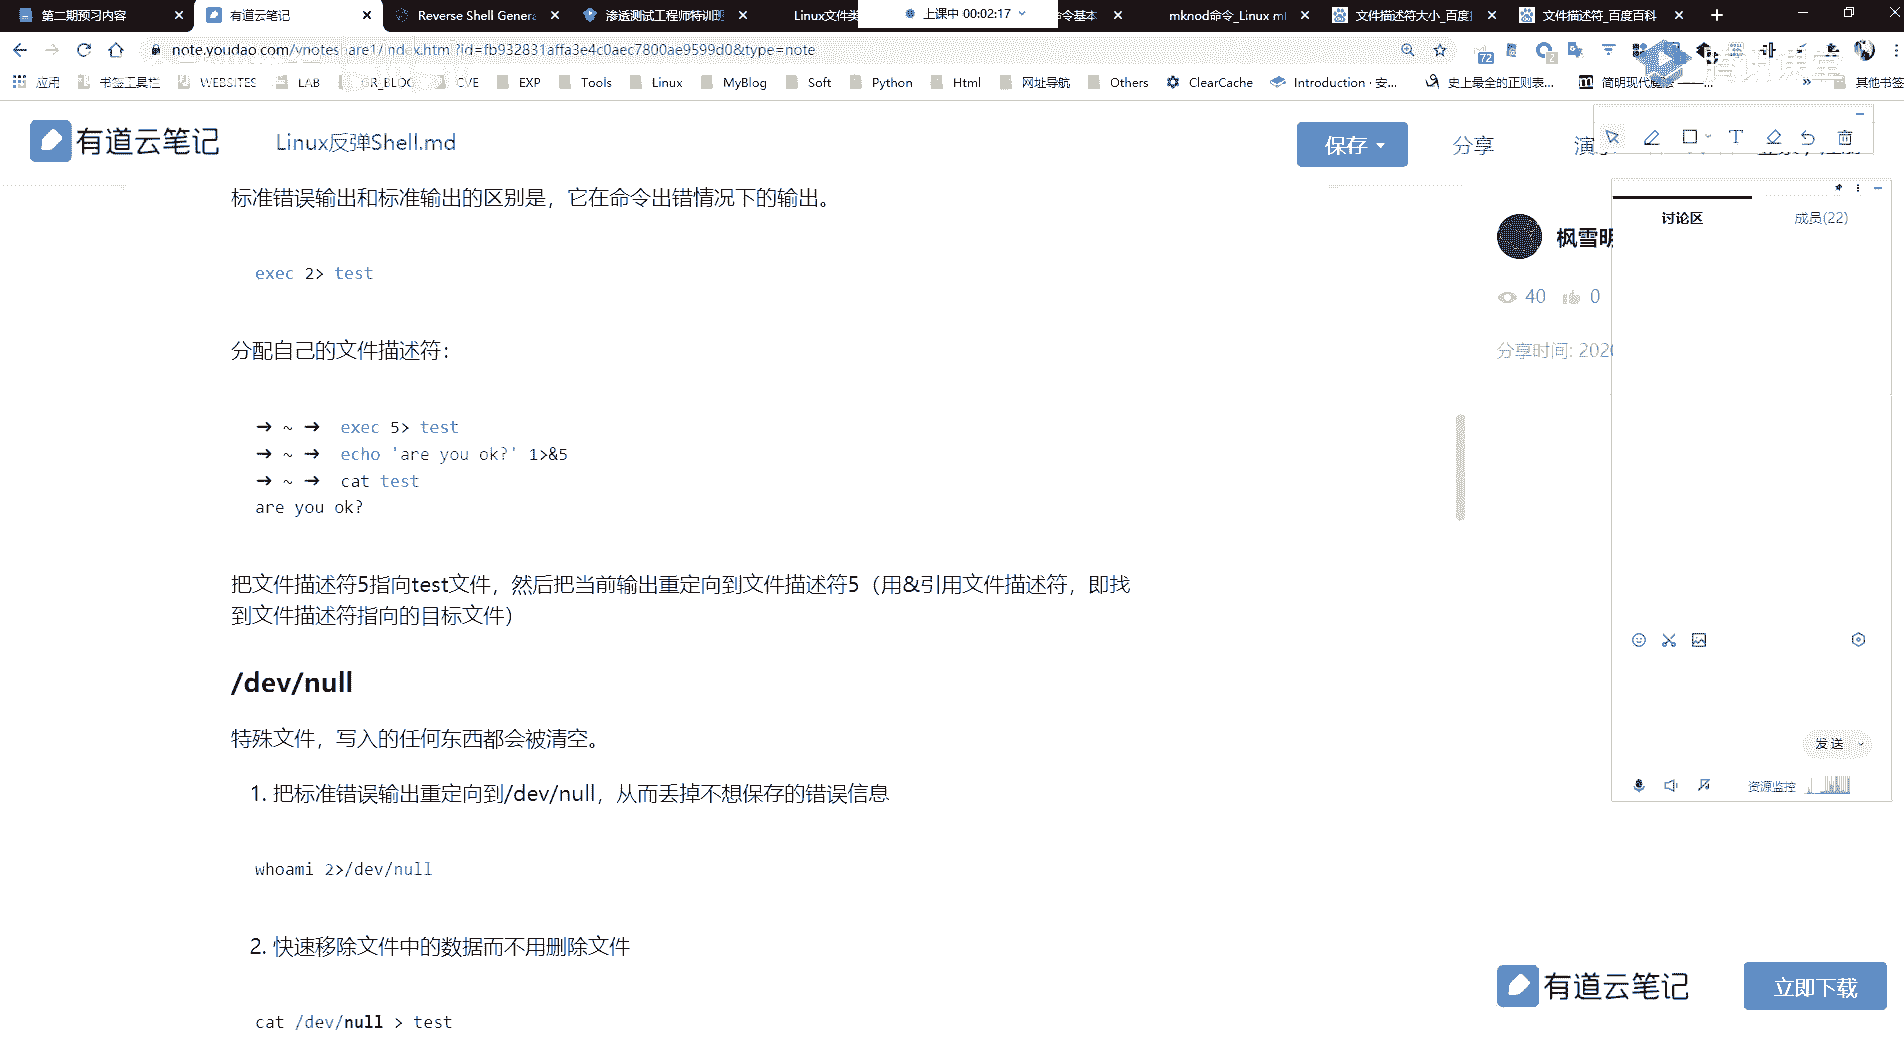 第二期预习内容
有道云笔记
Reverse Shell Genera
渗透测试工程师特训班
Linux文件类
上课中 00:02:17
命令基本
mknod命令_Linux m
文件描述符大小_百度
文件描述符_百度百科
note.youdao.com/ynoteshare1/index.html?id=fb932831affa3e4c0aec7800ae9599d0&type=note
72
2
应用
书签工具栏
WEBSITES
LAB
CVE
EXP
Tools
Linux
MyBlog
Soft
Python
Html
网址导航
Others
ClearCache
Introduction · 安...
史上最全的正则表...
简明现代魔法
其他书签
有道云笔记
Linux反弹Shell.md
保存
分享
标准错误输出和标准输出的区别是，它在命令出错情况下的输出。
exec 2> test
分配自己的文件描述符：
➜ ~ ➜ exec 5> test
➜ ~ ➜ echo 'are you ok?' 1>&5
➜ ~ ➜ cat test
are you ok?
把文件描述符5指向test文件，然后把当前输出重定向到文件描述符5（用&引用文件描述符，即找
到文件描述符指向的目标文件）
/dev/null
特殊文件，写入的任何东西都会被清空。
1. 把标准错误输出重定向到/dev/null，从而丢掉不想保存的错误信息
whoami 2>/dev/null
2. 快速移除文件中的数据而不用删除文件
cat /dev/null > test
枫雪明
40
0
分享时间: 202
讨论区
成员(22)
发送
资源监控
有道云笔记
立即下载